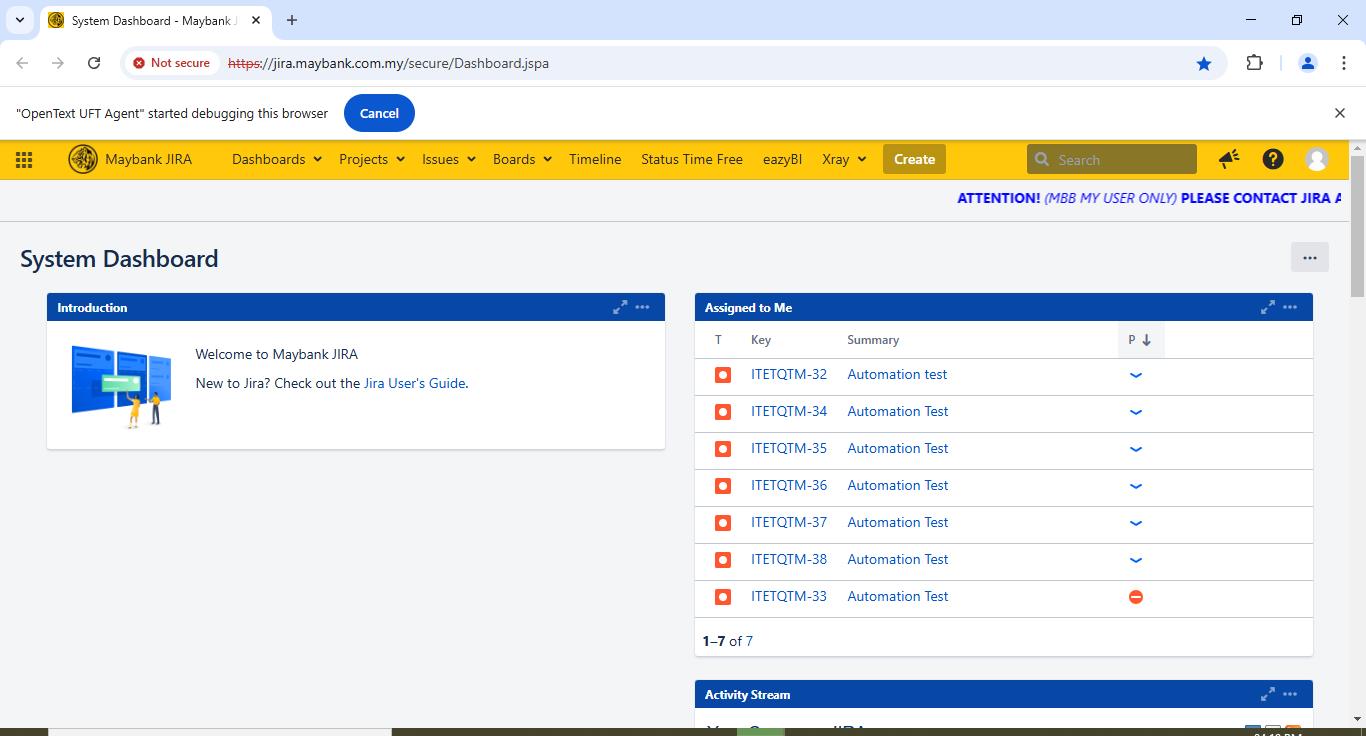 System Dashboard - Maybank J
Not secure https://jira.maybank.com.my/secure/Dashboard.jspa
"OpenText UFT Agent" started debugging this browser Cancel
Maybank JIRA Dashboards Projects Issues Boards Timeline Status Time Free eazyBI Xray Create Search
ATTENTION! (MBB MY USER ONLY) PLEASE CONTACT JIRA A
System Dashboard
Introduction
Welcome to Maybank JIRA
New to Jira? Check out the Jira User's Guide.
Assigned to Me
T Key Summary P
ITETQTM-32 Automation test
ITETQTM-34 Automation Test
ITETQTM-35 Automation Test
ITETQTM-36 Automation Test
ITETQTM-37 Automation Test
ITETQTM-38 Automation Test
ITETQTM-33 Automation Test
1–7 of 7
Activity Stream